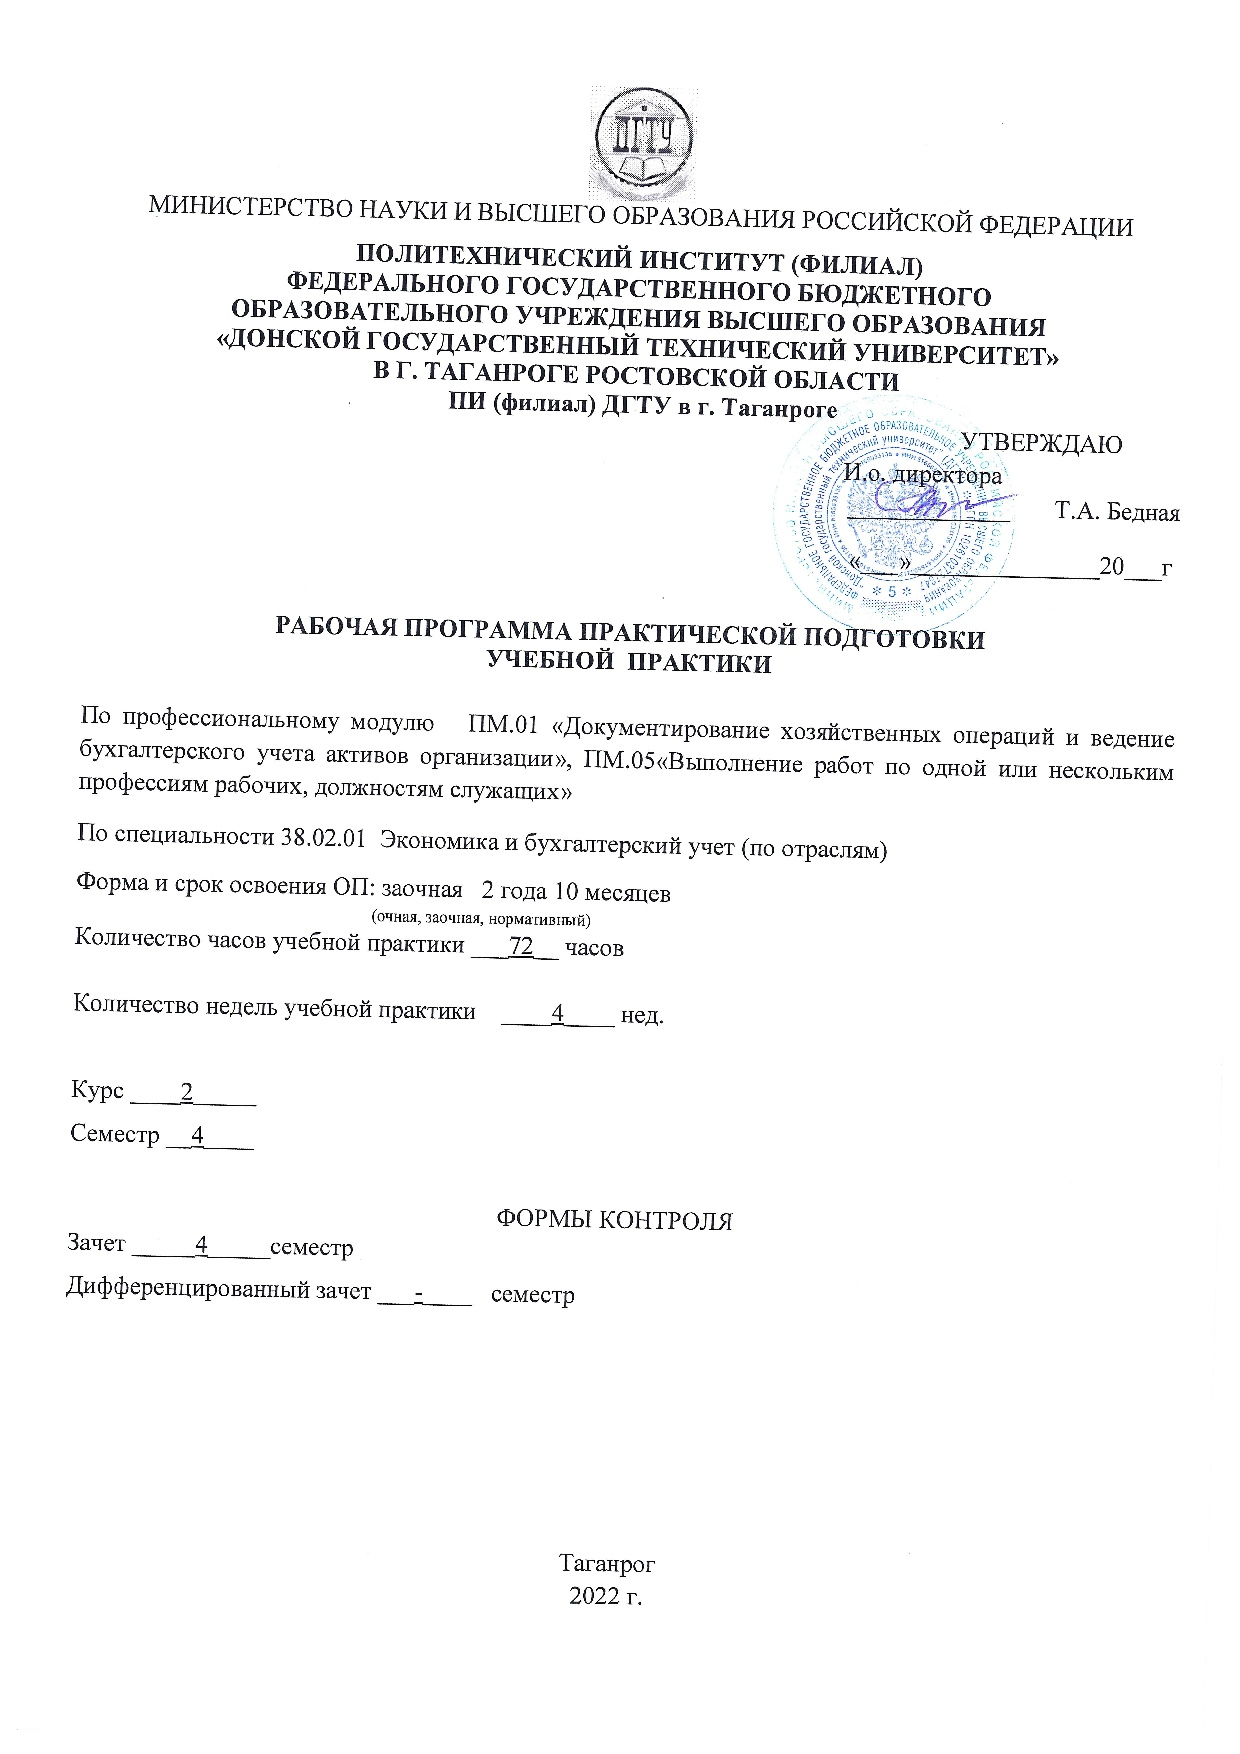 ДГТУ
МИНИСТЕРСТВО НАУКИ И ВЫСШЕГО ОБРАЗОВАНИЯ РОССИЙСКОЙ ФЕДЕРАЦИИ
ПОЛИТЕХНИЧЕСКИЙ ИНСТИТУТ (ФИЛИАЛ)
ФЕДЕРАЛЬНОГО ГОСУДАРСТВЕННОГО БЮДЖЕТНОГО
ОБРАЗОВАТЕЛЬНОГО УЧРЕЖДЕНИЯ ВЫСШЕГО ОБРАЗОВАНИЯ
«ДОНСКОЙ ГОСУДАРСТВЕННЫЙ ТЕХНИЧЕСКИЙ УНИВЕРСИТЕТ»
В Г. ТАГАНРОГЕ РОСТОВСКОЙ ОБЛАСТИ
ПИ (филиал) ДГТУ в г. Таганроге
УТВЕРЖДАЮ
И.о. директора
_____________ Т.А. Бедная
«___»_______________20___г
* 5 *
РАБОЧАЯ ПРОГРАММА ПРАКТИЧЕСКОЙ ПОДГОТОВКИ
УЧЕБНОЙ ПРАКТИКИ
По профессиональному модулю ПМ.01 «Документирование хозяйственных операций и ведение
бухгалтерского учета активов организации», ПМ.05«Выполнение работ по одной или нескольким
профессиям рабочих, должностям служащих»
По специальности 38.02.01 Экономика и бухгалтерский учет (по отраслям)
Форма и срок освоения ОП: заочная 2 года 10 месяцев
(очная, заочная, нормативный)
Количество часов учебной практики ___72__ часов
Количество недель учебной практики ____4____ нед.
Курс ____2_____
Семестр __4____
ФОРМЫ КОНТРОЛЯ
Зачет _____4_____семестр
Дифференцированный зачет ___-____ семестр
Таганрог
2022 г.